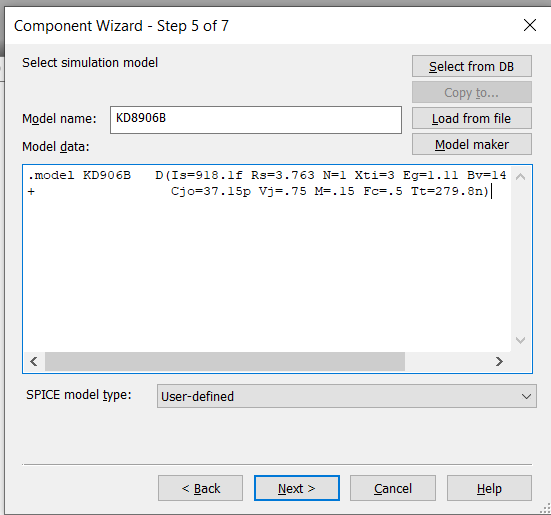 Component Wizard - Step 5 of 7
Select simulation model
Select from DB
Copy to...
Model name: KD8906B
Load from file
Model data:
Model maker
.model KD906B D(Is=918.1f Rs=3.763 N=1 Xti=3 Eg=1.11 Bv=14
+ Cjo=37.15p Vj=.75 M=.15 Fc=.5 Tt=279.8n)
SPICE model type: User-defined
< Back
Next >
Cancel
Help